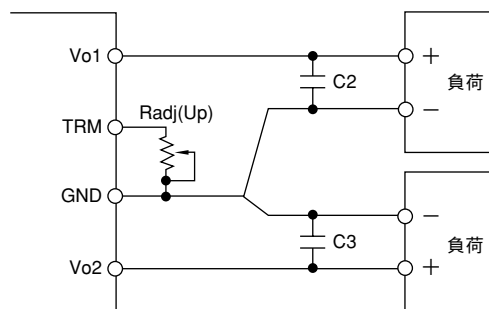 Vo1
+
C2
負荷
−
TRM
Radj(Up)
GND
−
C3
負荷
Vo2
+